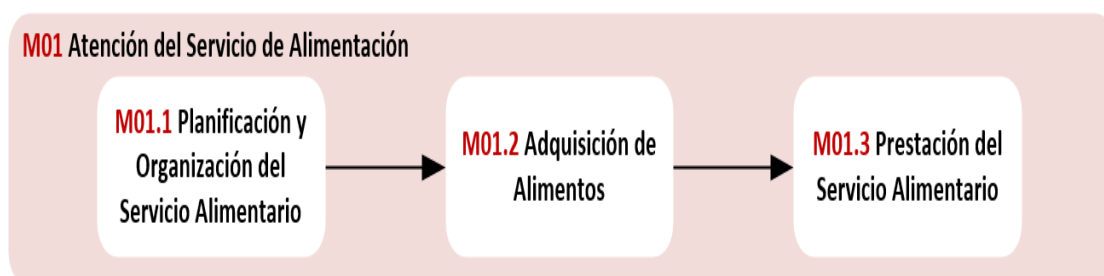 M01 Atención del Servicio de Alimentación
M01.1 Planificación y
Organización del
Servicio Alimentario
M01.2 Adquisición de
Alimentos
M01.3 Prestación del
Servicio Alimentario